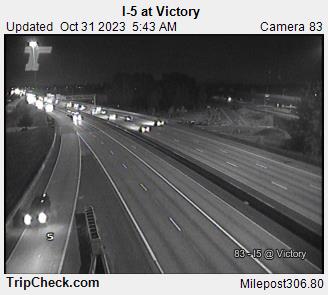 I-5 at Victory
Updated Oct 31 2023 5:43 AM Camera 83
S
83 - I5 @ Victory
TripCheck.com Milepost306.80